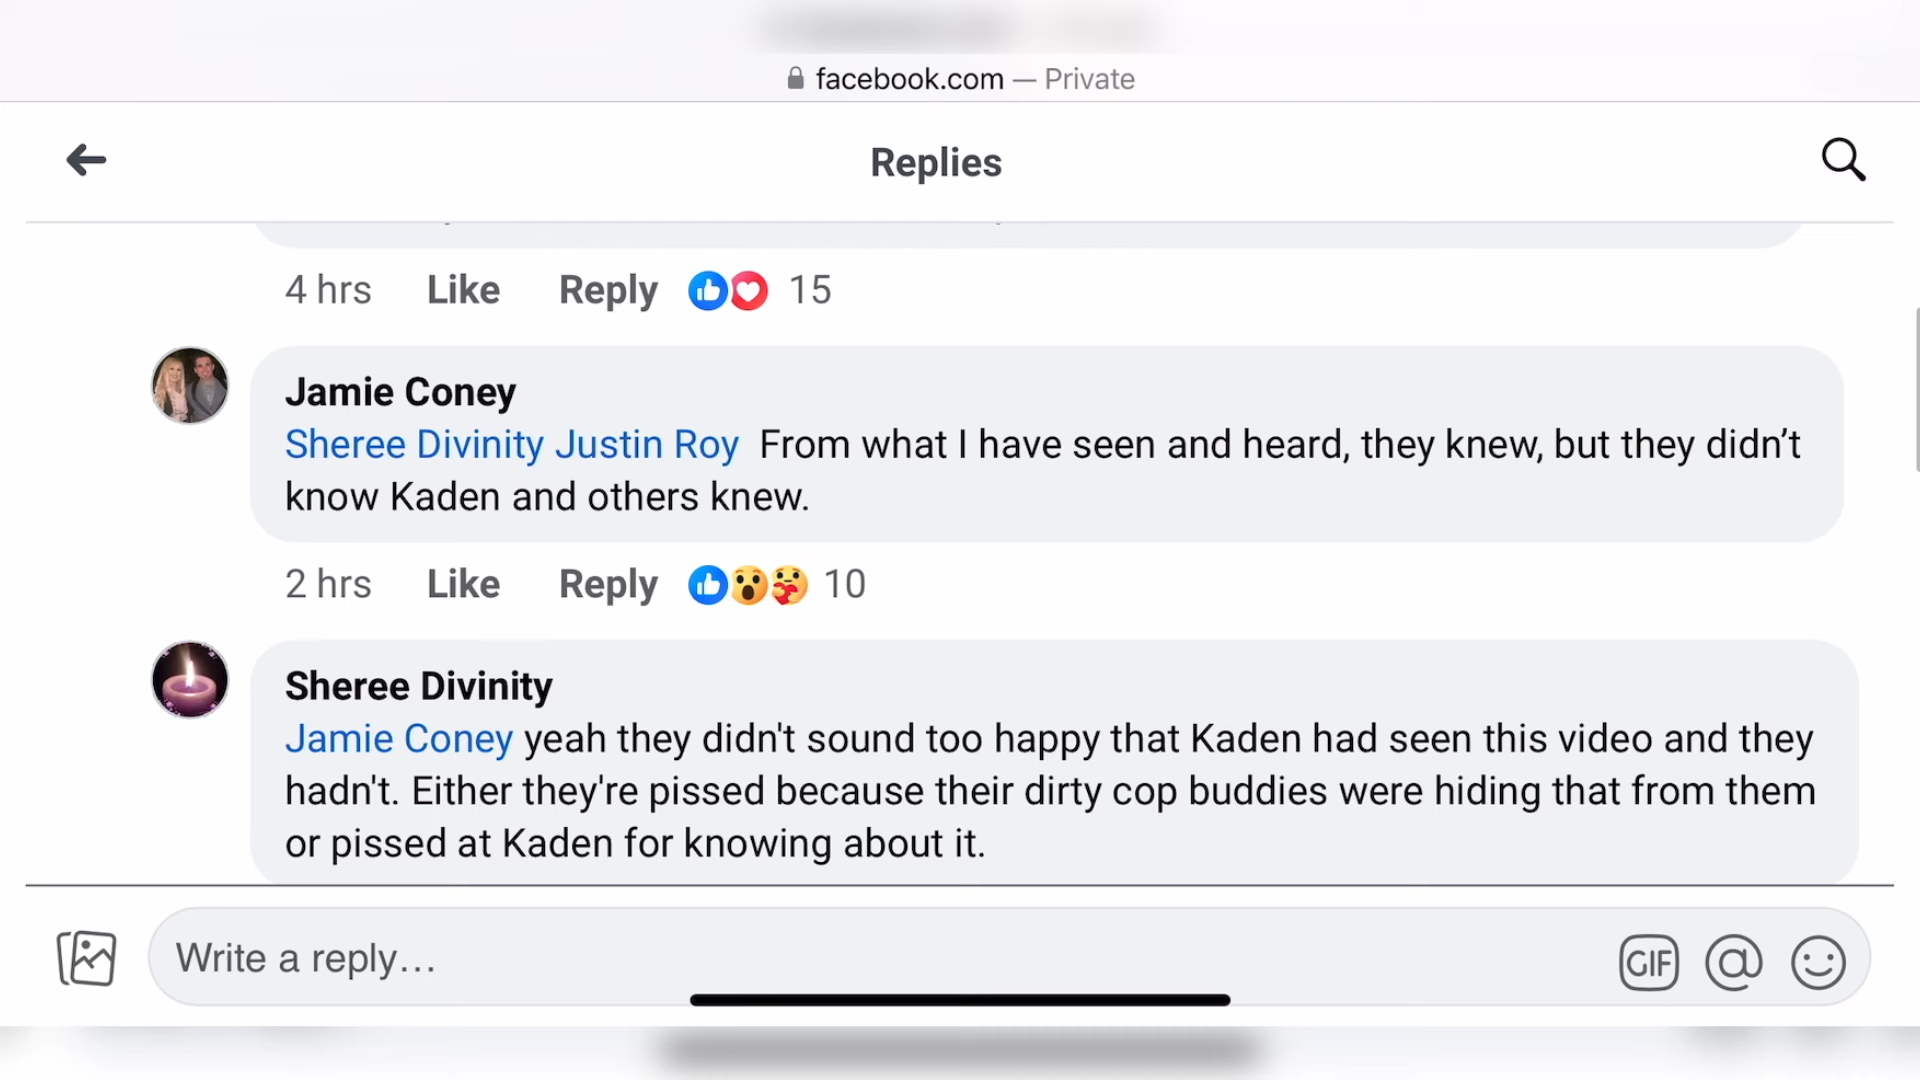 facebook.com — Private
Replies
4 hrs Like Reply 15
Jamie Coney
Sheree Divinity Justin Roy From what I have seen and heard, they knew, but they didn’t
know Kaden and others knew.
2 hrs Like Reply 10
Sheree Divinity
Jamie Coney yeah they didn't sound too happy that Kaden had seen this video and they
hadn't. Either they're pissed because their dirty cop buddies were hiding that from them
or pissed at Kaden for knowing about it.
Write a reply…
GIF @